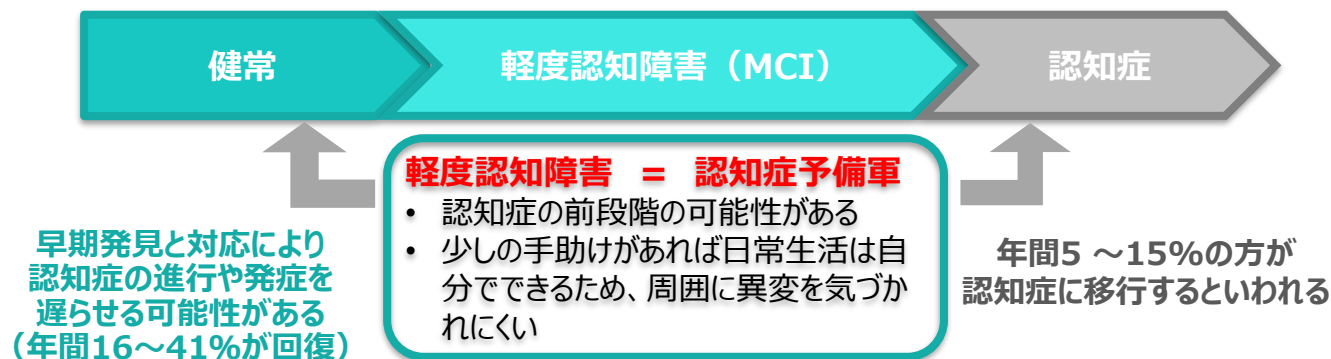 健常
軽度認知障害（MCI）
認知症
軽度認知障害 = 認知症予備軍
• 認知症の前段階の可能性がある
• 少しの手助けがあれば日常生活は自
分でできるため、周囲に異変を気づか
れにくい
早期発見と対応により
認知症の進行や発症を
遅らせる可能性がある
（年間16～41%が回復）
年間5 ～15%の方が
認知症に移行するといわれる